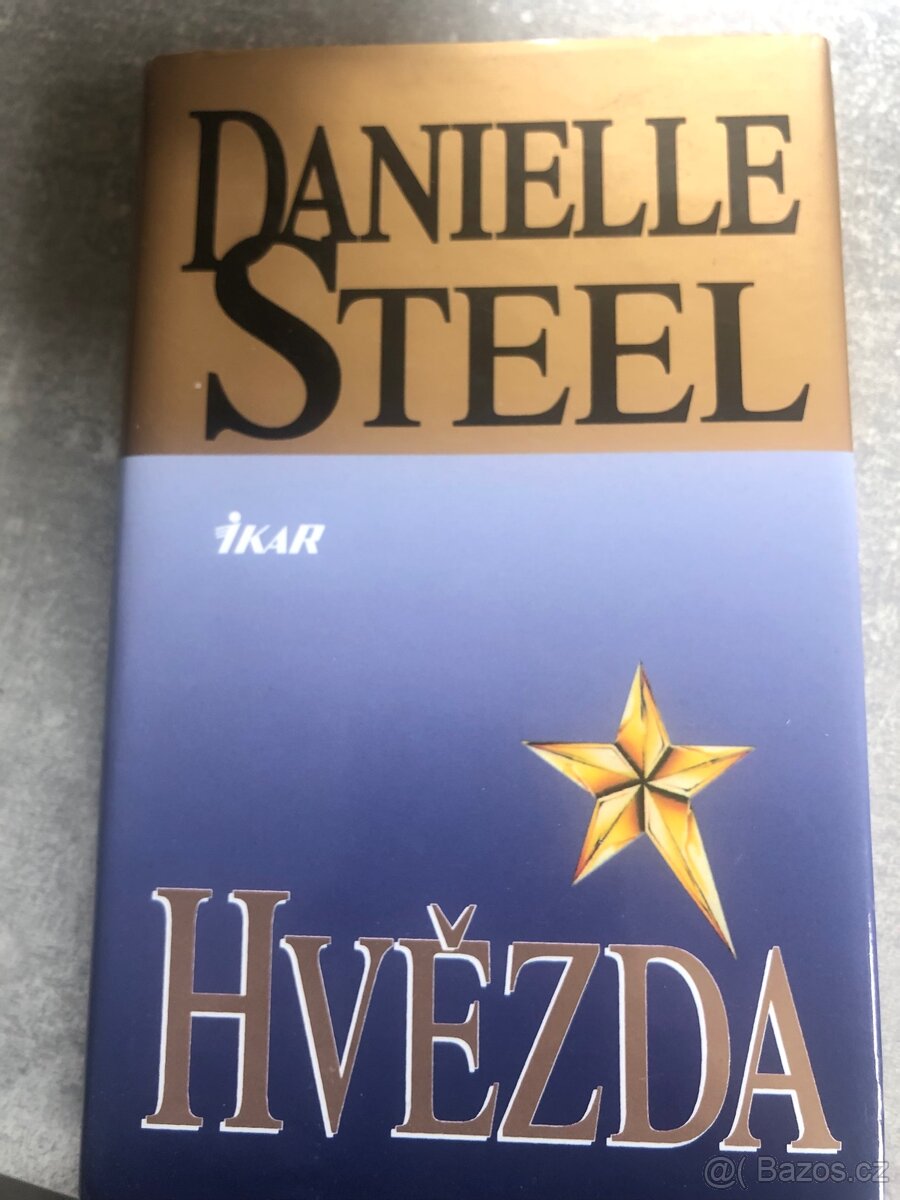 DANIELLE
STEEL
iKAR
HVĚZDA
@( Bazos.cz